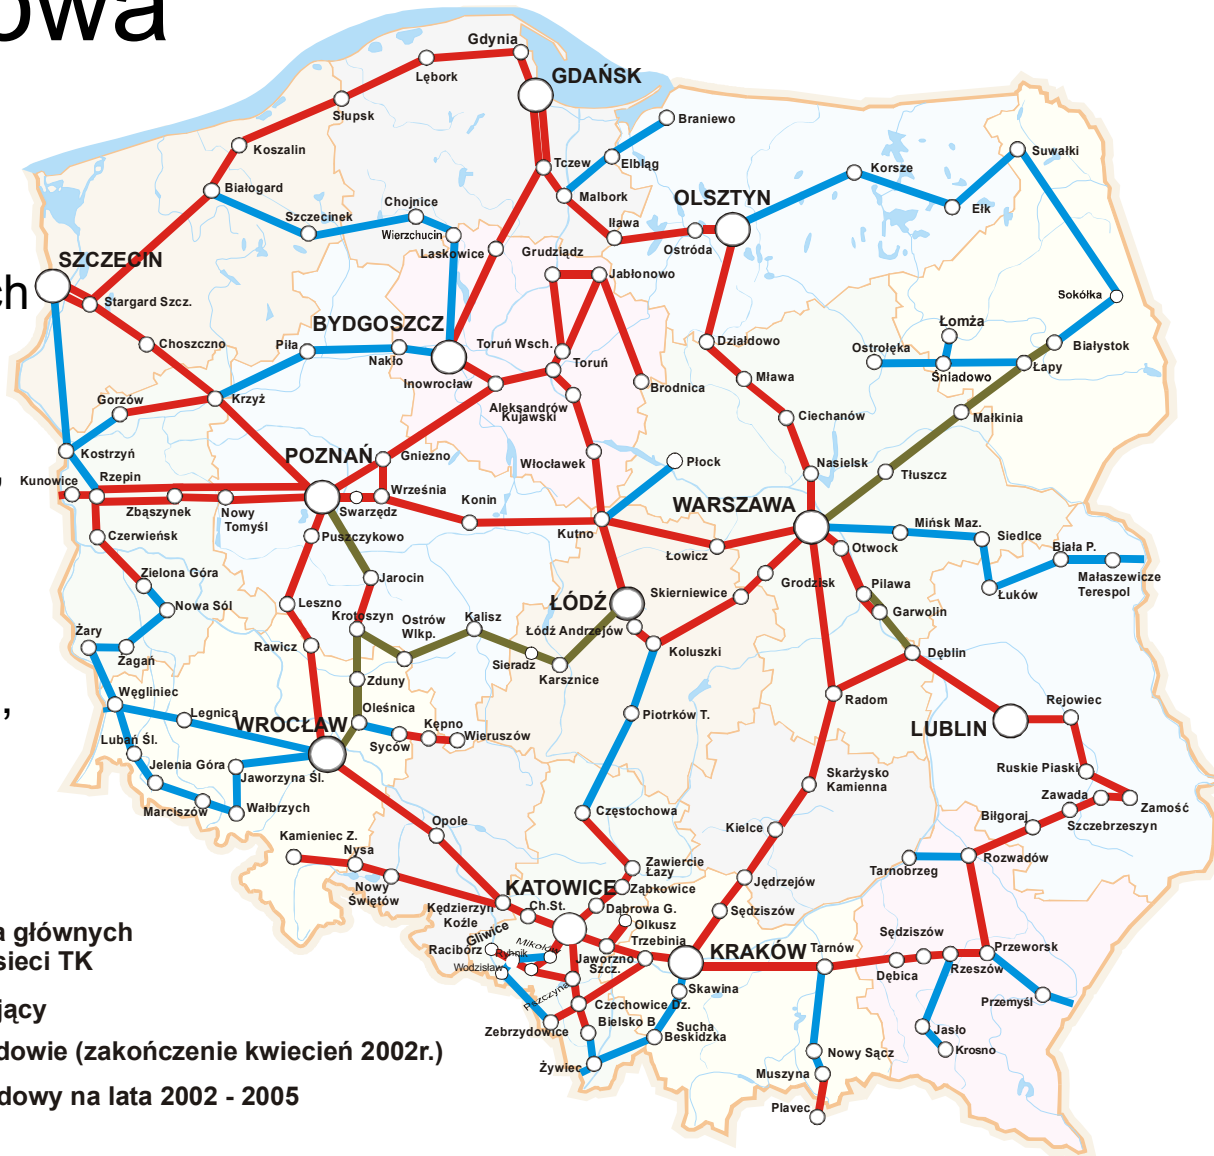 owa
Gdynia
GDAŃSK
Lębork
Słupsk
Braniewo
Koszalin
Tczew
Elbląg
Suwałki
Korsze
Białogard
Malbork
OLSZTYN
Ełk
Szczecinek
Chojnice
Wierzchucin
Iława
Ostróda
Laskowice
Grudziądz
SZCZECIN
Jabłonowo
ch
Stargard Szcz.
Sokółka
BYDGOSZCZ
Łomża
Choszczno
Piła
Nakło
Toruń Wsch.
Działdowo
Ostrołęka
Białystok
Toruń
Śniadowo
Łapy
Inowrocław
Brodnica
Mława
Gorzów
Krzyż
Aleksandrów
Kujawski
Ciechanów
Małkinia
Kostrzyń
POZNAŃ
Gniezno
Włocławek
Płock
Nasielsk
Tłuszcz
,
Kunowice
Rzepin
Września
Konin
WARSZAWA
Zbąszynek
Nowy
Tomyśl
Swarzędz
Mińsk Maz.
Czerwieńsk
Puszczykowo
Kutno
Łowicz
Otwock
Siedlce
Biała P.
Zielona Góra
Jarocin
Grodzisk
Pilawa
Małaszewicze
Terespol
Łuków
Nowa Sól
Leszno
Krotoszyn
Ostrów
Wlkp.
Kalisz
ŁÓDŹ
Skierniewice
Garwolin
Żary
Żagań
Rawicz
Łódź Andrzejów
Sieradz
Karsznice
Koluszki
Dęblin
Zduny
Węgliniec
,
Legnica
WROCŁAW
Oleśnica
Syców
Kępno
Wieruszów
Piotrków T.
Radom
Rejowiec
LUBLIN
Lubań Śl.
Jelenia Góra
Jaworzyna Śl.
Skarżysko
Kamienna
Ruskie Piaski
Marciszów
Wałbrzych
Częstochowa
Zawada
Zamość
Szczebrzeszyn
Opole
Kielce
Biłgoraj
Kamieniec Z.
Nysa
Nowy
Świętów
Zawiercie
Łazy
Ząbkowice
Jędrzejów
Tarnobrzeg
Rozwadów
KATOWICE
Kędzierzyn
Koźle
Ch.St.
Dąbrowa G.
Olkusz
Sędziszów
a głównych
Gliwice
Trzebinia
KRAKÓW
Tarnów
Sędziszów
Przeworsk
sieci TK
Racibórz
Rybnik
Mikołów
Wodzisław
Jaworzno
Szcz.
Dębica
Rzeszów
Pszczyna
Skawina
Przemyśl
jący
Czechowice Dz.
Zebrzydowice
Bielsko B.
Sucha
Beskidzka
Jasło
Krosno
dowie (zakończenie kwiecień 2002r.)
Żywiec
Nowy Sącz
Muszyna
dowy na lata 2002 - 2005
Plavec